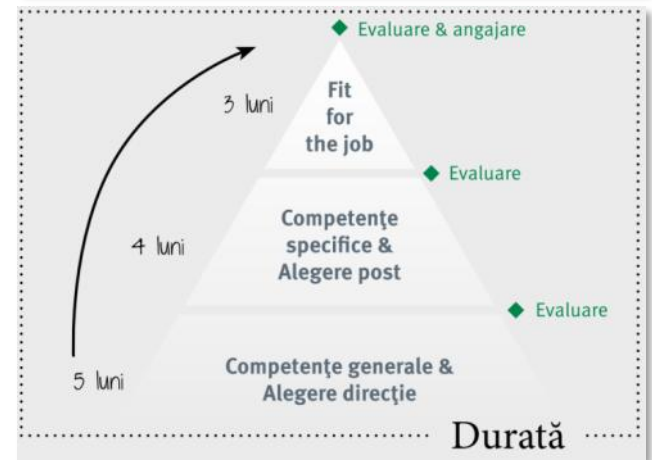 Evaluare & angajare
3 luni
Fit
for
the job
Evaluare
4 luni
Competenţe
specifice &
Alegere post
Evaluare
5 luni
Competenţe generale &
Alegere direcţie
Durată